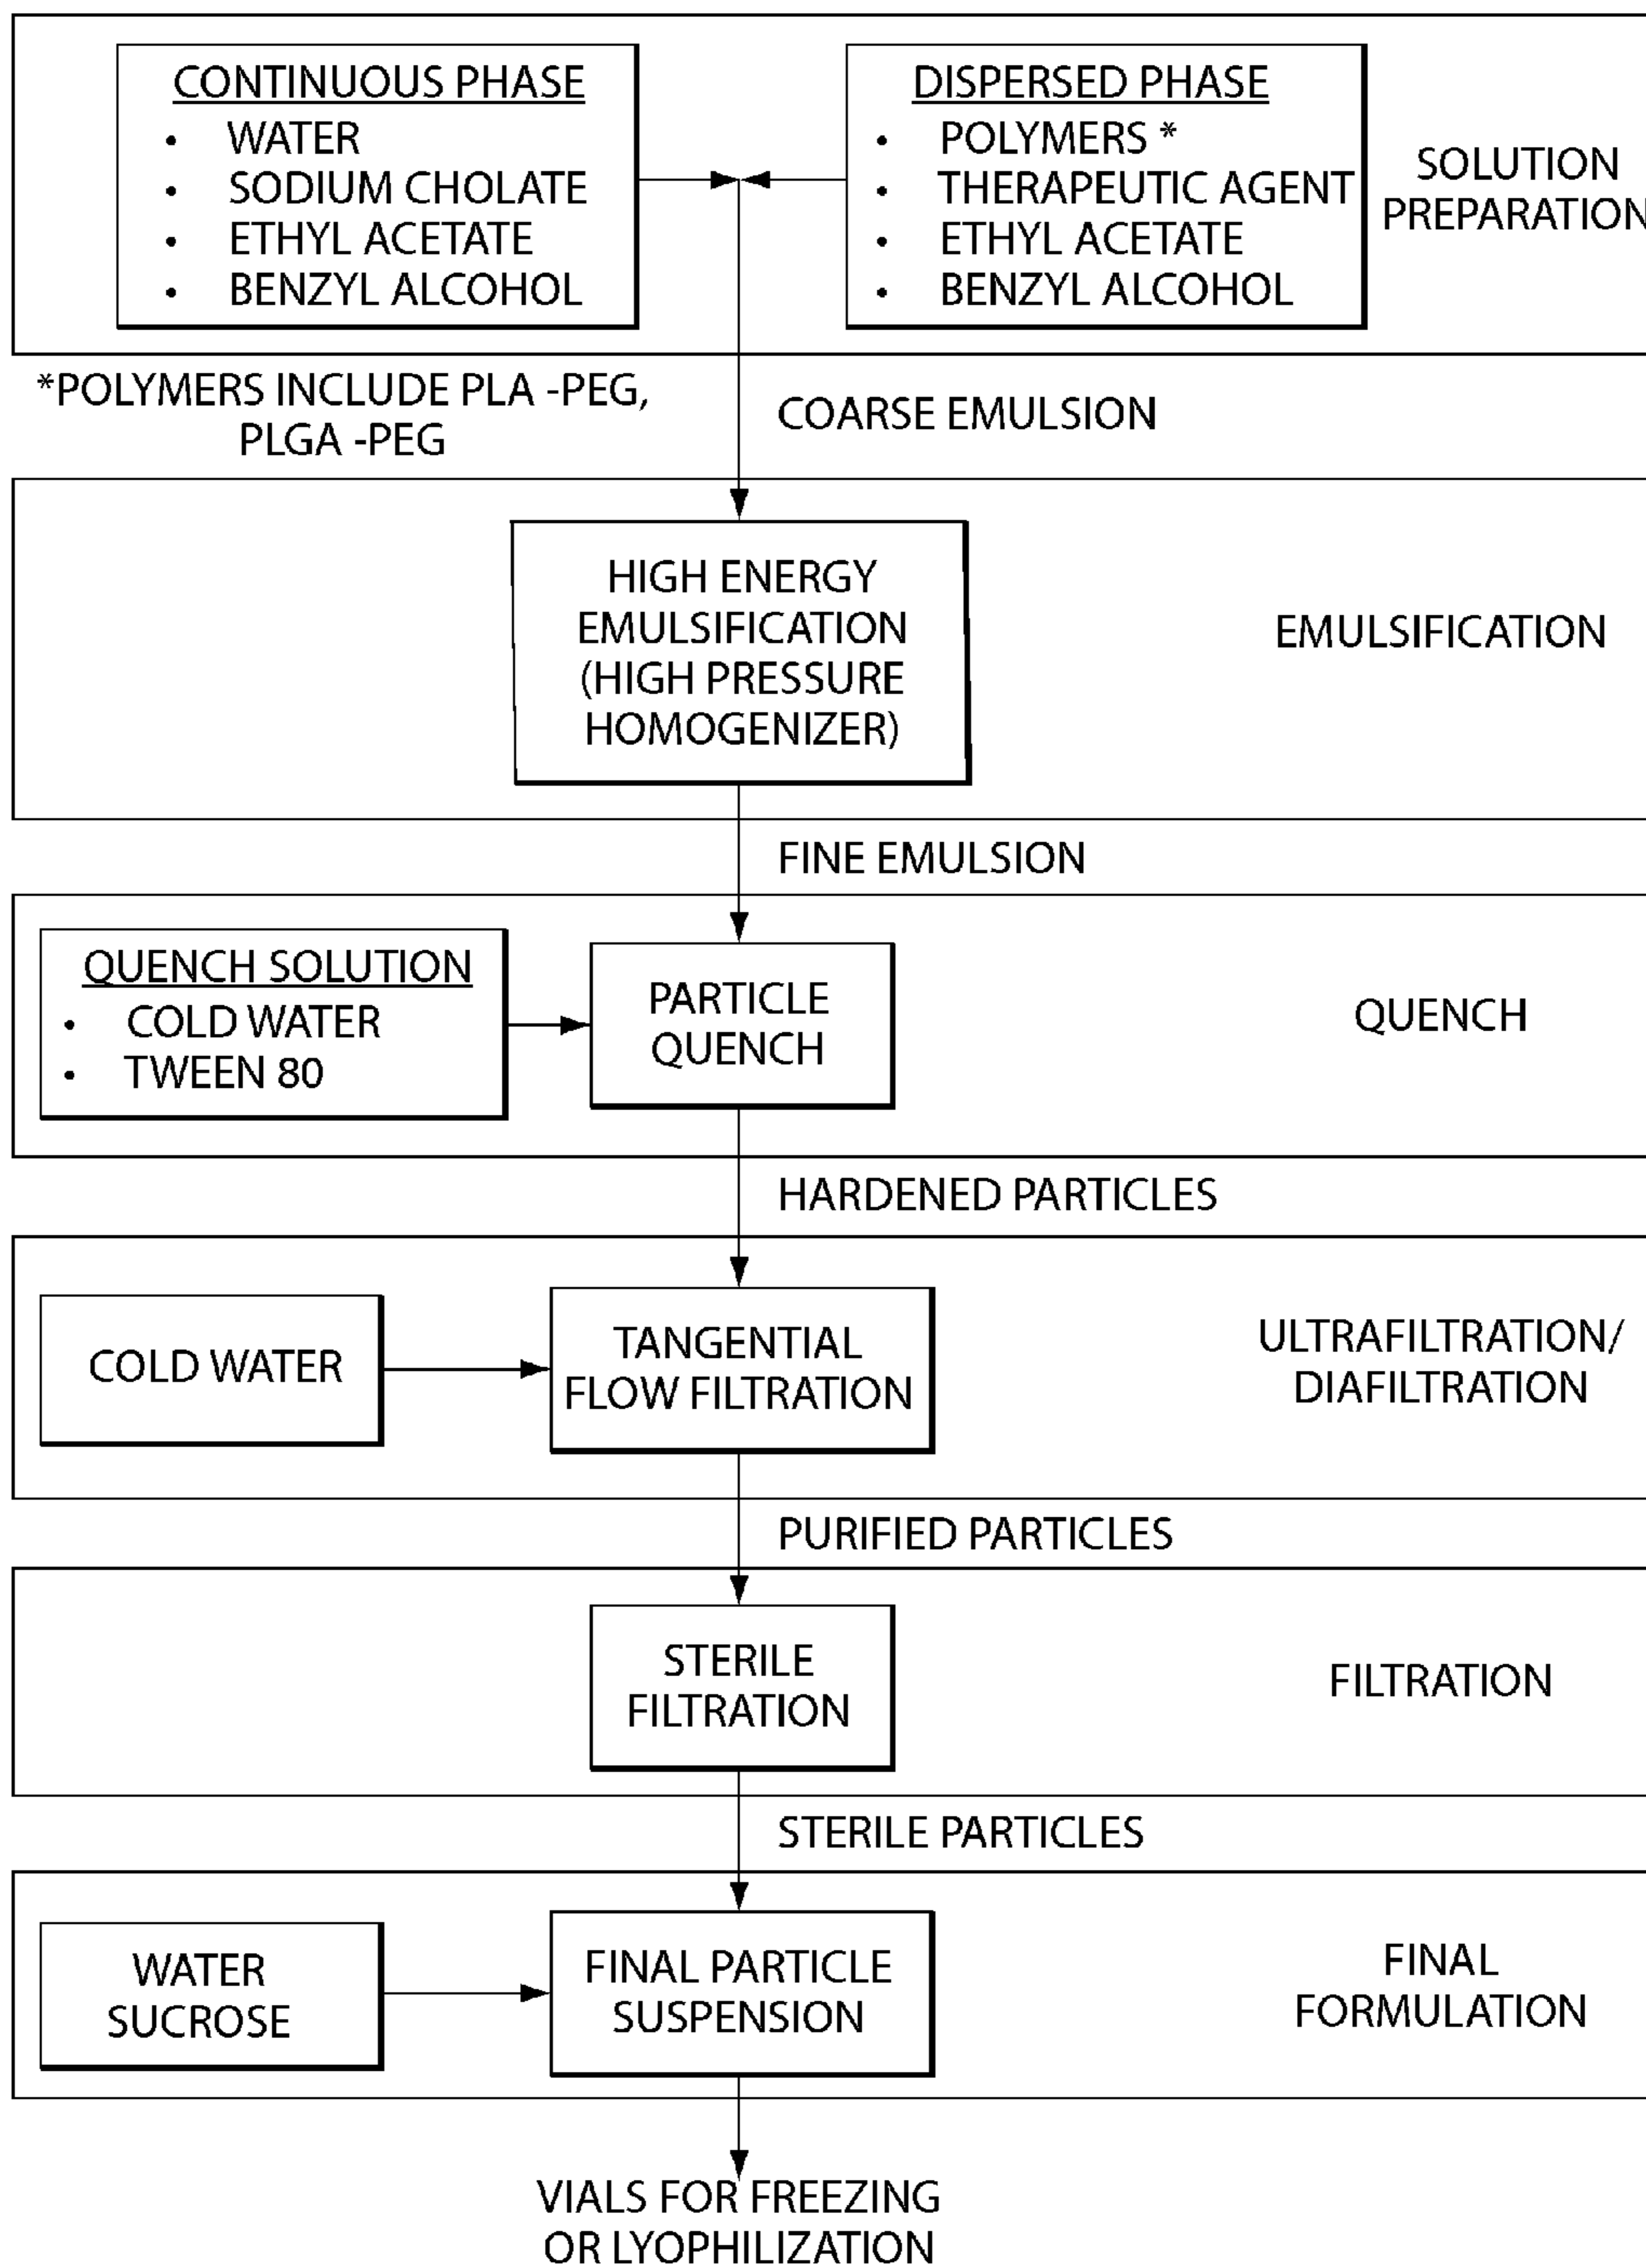 CONTINUOUS PHASE
• WATER
• SODIUM CHOLATE
• ETHYL ACETATE
• BENZYL ALCOHOL
DISPERSED PHASE
• POLYMERS *
• THERAPEUTIC AGENT
• ETHYL ACETATE
• BENZYL ALCOHOL
SOLUTION
PREPARATION
*POLYMERS INCLUDE PLA -PEG,
PLGA -PEG
COARSE EMULSION
HIGH ENERGY
EMULSIFICATION
(HIGH PRESSURE
HOMOGENIZER)
EMULSIFICATION
FINE EMULSION
QUENCH SOLUTION
• COLD WATER
• TWEEN 80
PARTICLE
QUENCH
QUENCH
HARDENED PARTICLES
COLD WATER
TANGENTIAL
FLOW FILTRATION
ULTRAFILTRATION/
DIAFILTRATION
PURIFIED PARTICLES
STERILE
FILTRATION
FILTRATION
STERILE PARTICLES
WATER
SUCROSE
FINAL PARTICLE
SUSPENSION
FINAL
FORMULATION
VIALS FOR FREEZING
OR LYOPHILIZATION